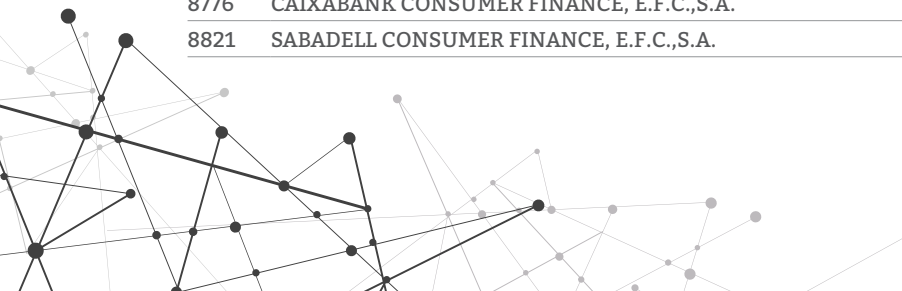 8776 CAIXABANK CONSUMER FINANCE, E.F.C.,S.A.
8821 SABADELL CONSUMER FINANCE, E.F.C.,S.A.